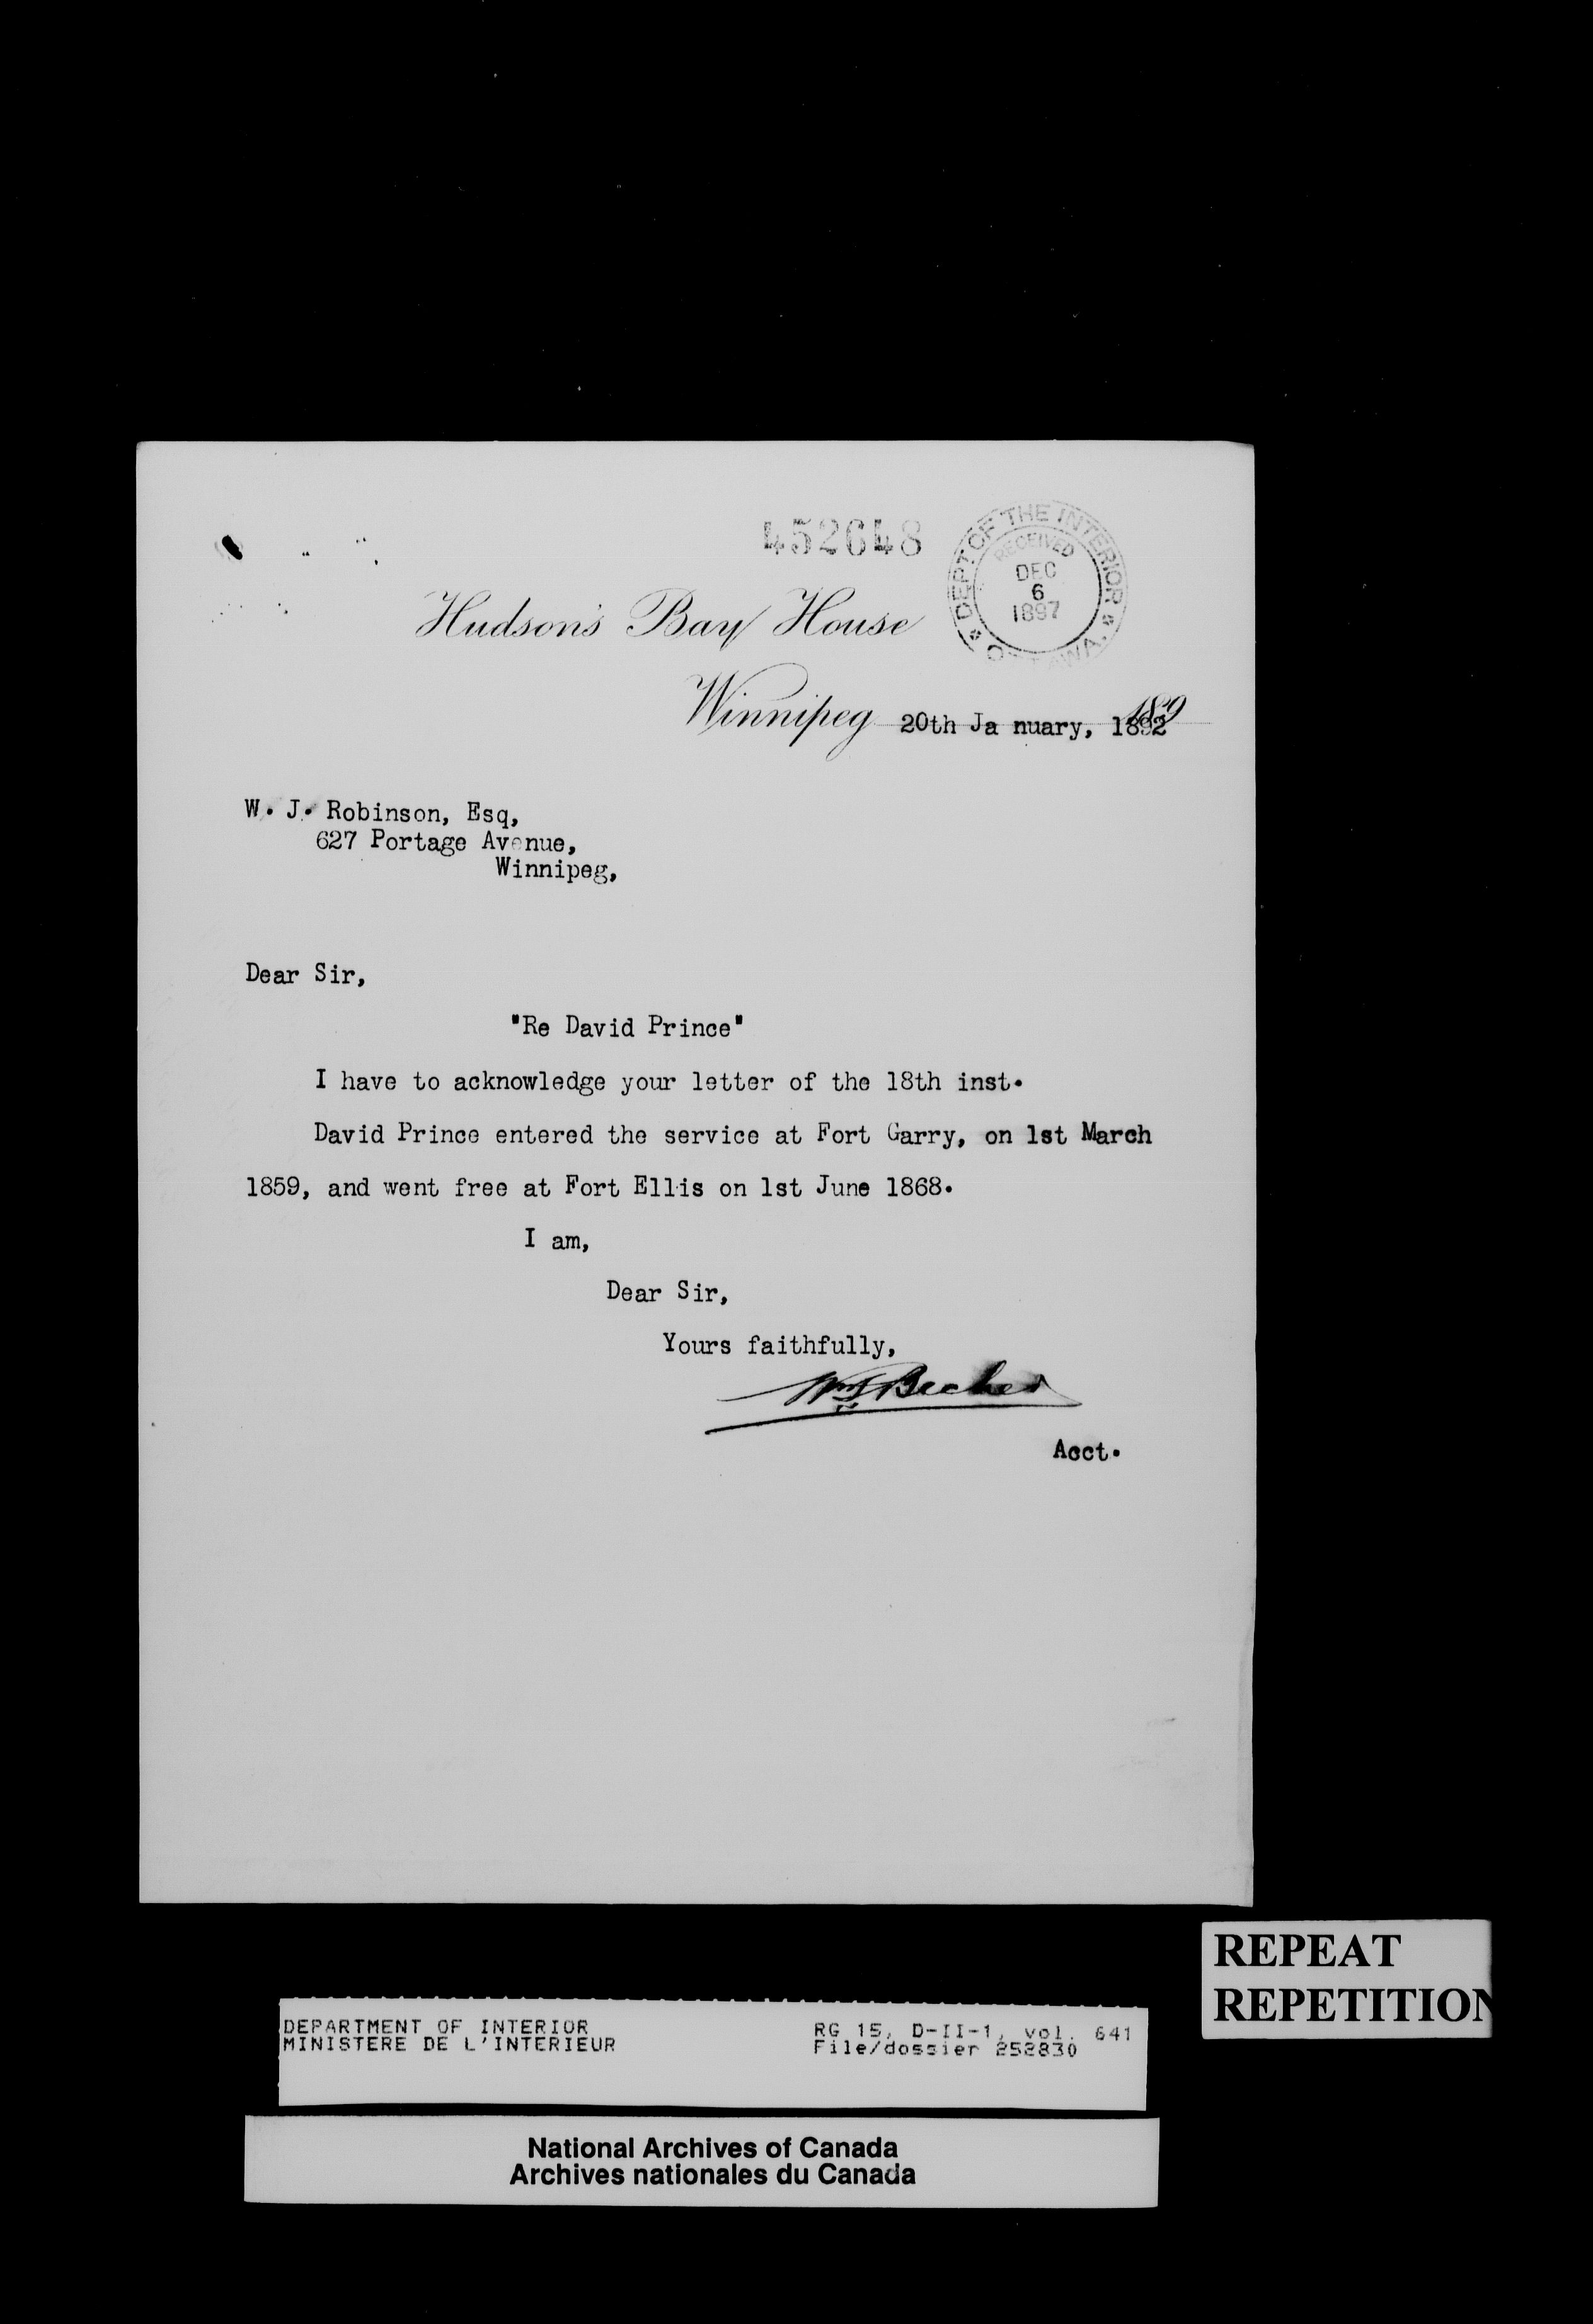 452648
DEPT OF THE INTERIOR
RECEIVED
DEC
6
1897
OTTAWA.
Hudson's Bay House
Winnipeg 20th Ja nuary, 1892 189
W. J. Robinson, Esq,
627 Portage Avenue,
Winnipeg,
Dear Sir,
"Re David Prince"
I have to acknowledge your letter of the 18th inst.
David Prince entered the service at Fort Garry, on 1st March
1859, and went free at Fort Ellis on 1st June 1868.
I am,
Dear Sir,
Yours faithfully,
Becher
Acct.
REPEAT
REPETITION
DEPARTMENT OF INTERIOR
MINISTERE DE L'INTERIEUR
RG 15, D-II-1, vol. 641
File/dossier 252830
National Archives of Canada
Archives nationales du Canada